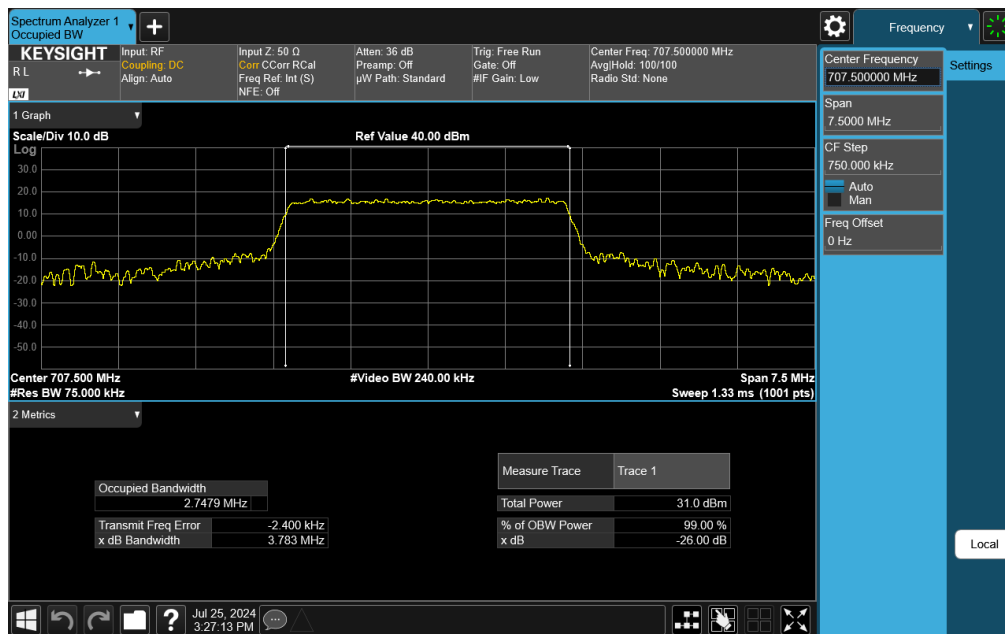 Spectrum Analyzer 1
Occupied BW
Frequency
KEYSIGHT
R L
LXI
Input: RF
Coupling: DC
Align: Auto
Input Z: 50 Ω
Corr CCorr RCal
Freq Ref: Int (S)
NFE: Off
Atten: 36 dB
Preamp: Off
µW Path: Standard
Trig: Free Run
Gate: Off
#IF Gain: Low
Center Freq: 707.500000 MHz
Avg|Hold: 100/100
Radio Std: None
Center Frequency
707.500000 MHz
Settings
Span
7.5000 MHz
CF Step
750.000 kHz
Auto
Man
Freq Offset
0 Hz
1 Graph
Scale/Div 10.0 dB
Ref Value 40.00 dBm
Log
30.0
20.0
10.0
0.00
-10.0
-20.0
-30.0
-40.0
-50.0
Center 707.500 MHz
#Video BW 240.00 kHz
Span 7.5 MHz
#Res BW 75.000 kHz
Sweep 1.33 ms (1001 pts)
2 Metrics
Measure Trace
Trace 1
Occupied Bandwidth
2.7479 MHz
Total Power
31.0 dBm
Transmit Freq Error
-2.400 kHz
% of OBW Power
99.00 %
x dB Bandwidth
3.783 MHz
x dB
-26.00 dB
Local
?
Jul 25, 2024
3:27:13 PM